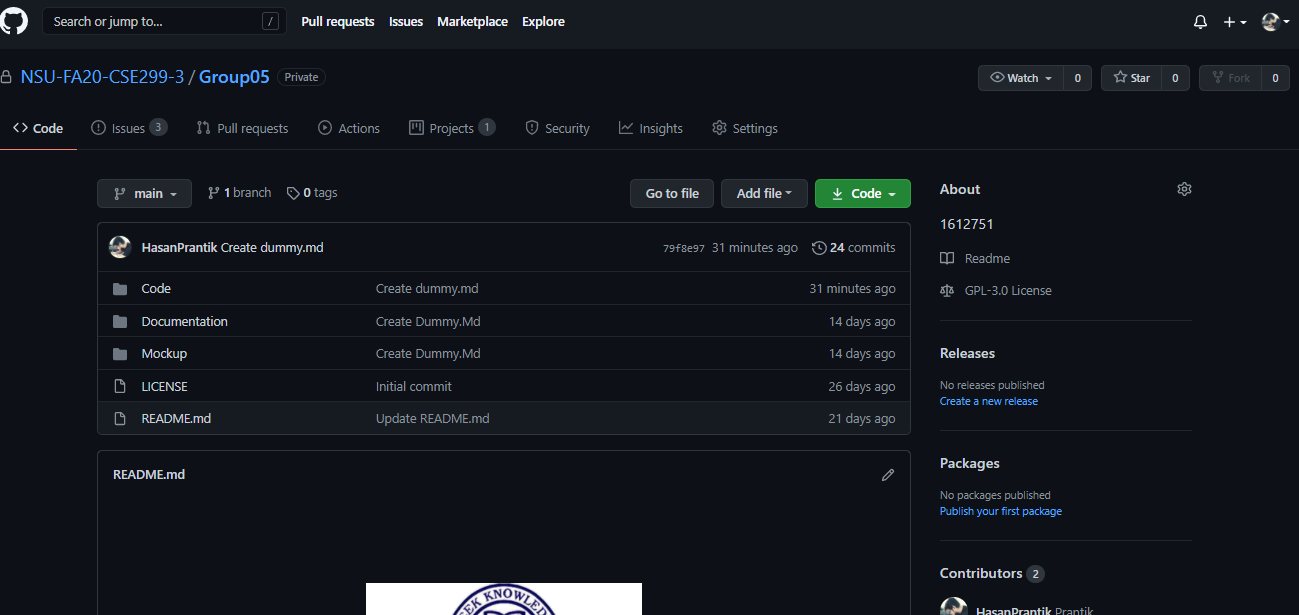 Search or jump to... / Pull requests Issues Marketplace Explore
NSU-FA20-CSE299-3 / Group05 Private Watch 0 Star 0 Fork 0
Code Issues 3 Pull requests Actions Projects 1 Security Insights Settings
main 1 branch 0 tags Go to file Add file Code
HasanPrantik Create dummy.md 79f8e97 31 minutes ago 24 commits
Code Create dummy.md 31 minutes ago
Documentation Create Dummy.Md 14 days ago
Mockup Create Dummy.Md 14 days ago
LICENSE Initial commit 26 days ago
README.md Update README.md 21 days ago
README.md
EEK KNOWLED
About
1612751
Readme
GPL-3.0 License
Releases
No releases published
Create a new release
Packages
No packages published
Publish your first package
Contributors 2
HasanPrantik Prantik